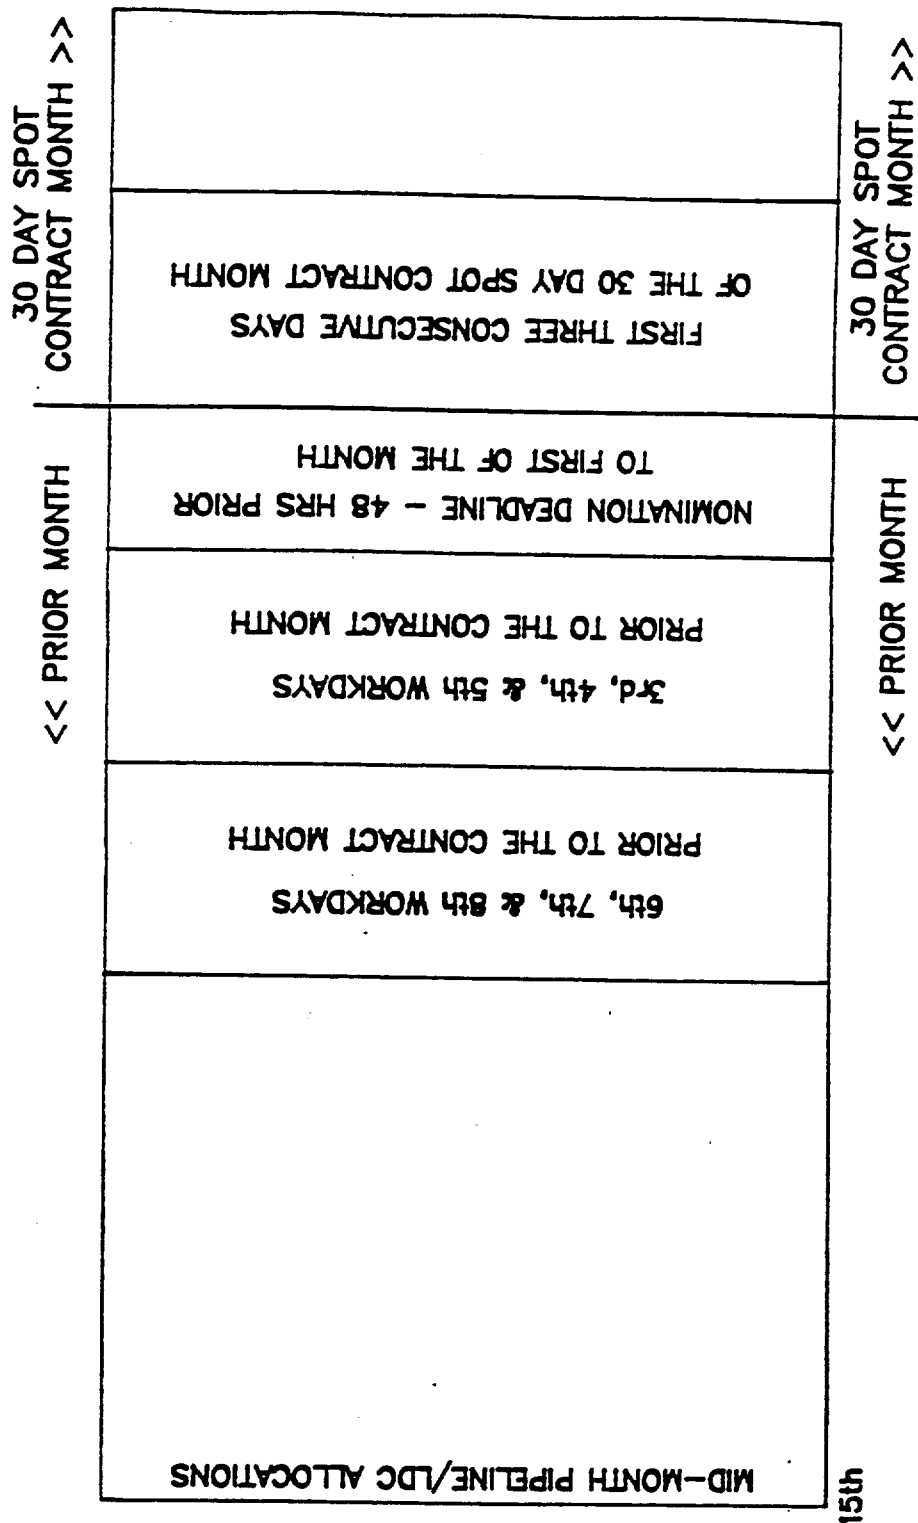 30 DAY SPOT
CONTRACT MONTH >>
<< PRIOR MONTH
FIRST THREE CONSECUTIVE DAYS
OF THE 30 DAY SPOT CONTRACT MONTH
NOMINATION DEADLINE – 48 HRS PRIOR
TO FIRST OF THE MONTH
3rd, 4th, & 5th WORKDAYS
PRIOR TO THE CONTRACT MONTH
6th, 7th, & 8th WORKDAYS
PRIOR TO THE CONTRACT MONTH
MID–MONTH PIPELINE/LDC ALLOCATIONS
15th
30 DAY SPOT
CONTRACT MONTH >>
<< PRIOR MONTH